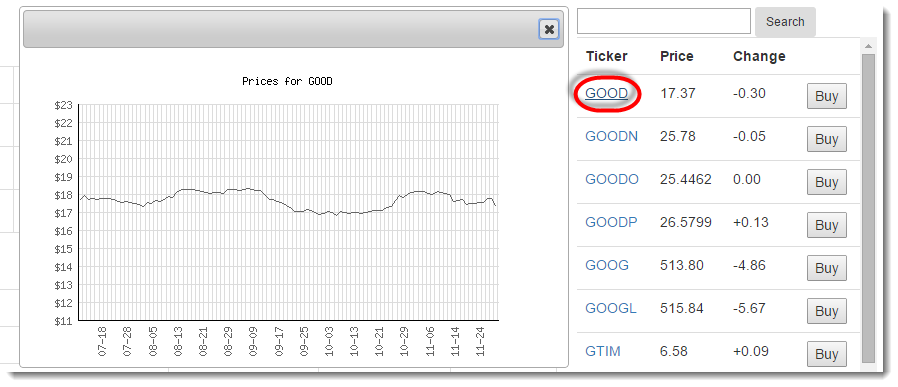 Search
Ticker Price Change
GOOD 17.37 -0.30 Buy
GOODN 25.78 -0.05 Buy
GOODO 25.4462 0.00 Buy
GOODP 26.5799 +0.13 Buy
GOOG 513.80 -4.86 Buy
GOOGL 515.84 -5.67 Buy
GTIM 6.58 +0.09 Buy
Prices for GOOD
$23
$22
$21
$20
$19
$18
$17
$16
$15
$14
$13
$12
$11
07-18 07-28 08-05 08-13 08-21 08-29 09-09 09-17 09-25 10-03 10-13 10-21 10-29 11-06 11-14 11-24